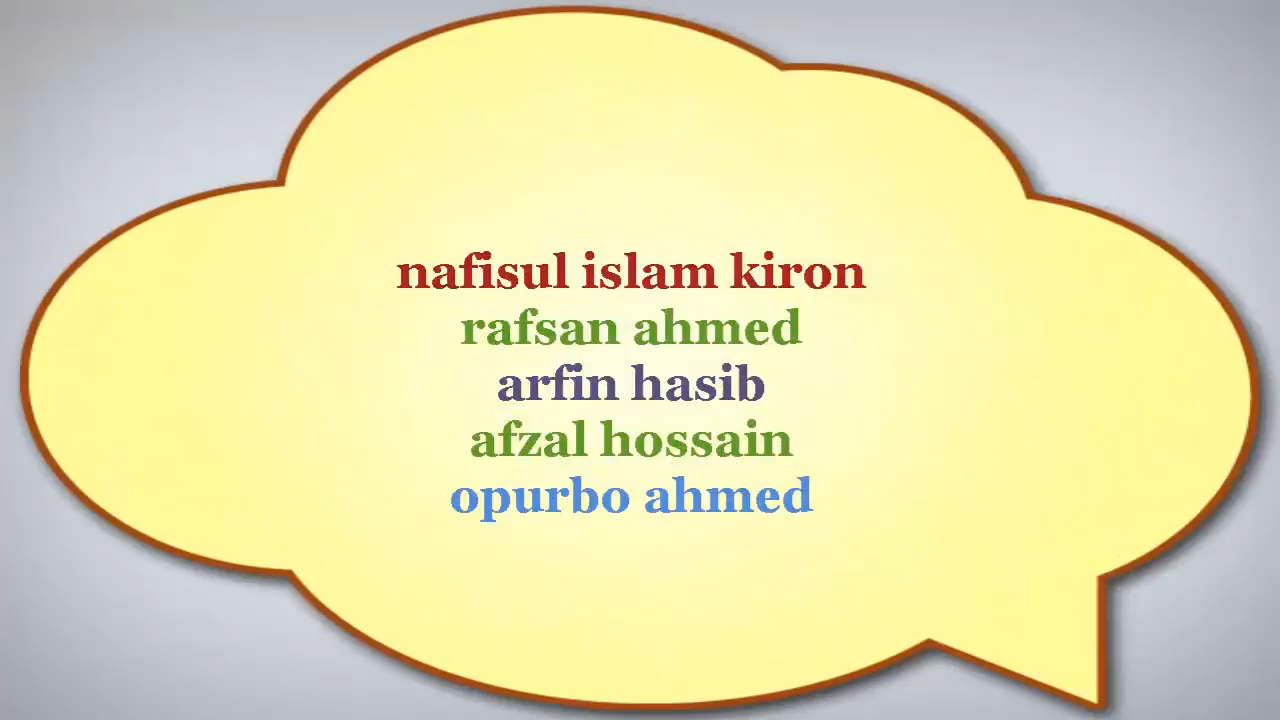 nafisul islam kiron
rafsan ahmed
arfin hasib
afzal hossain
opurbo ahmed